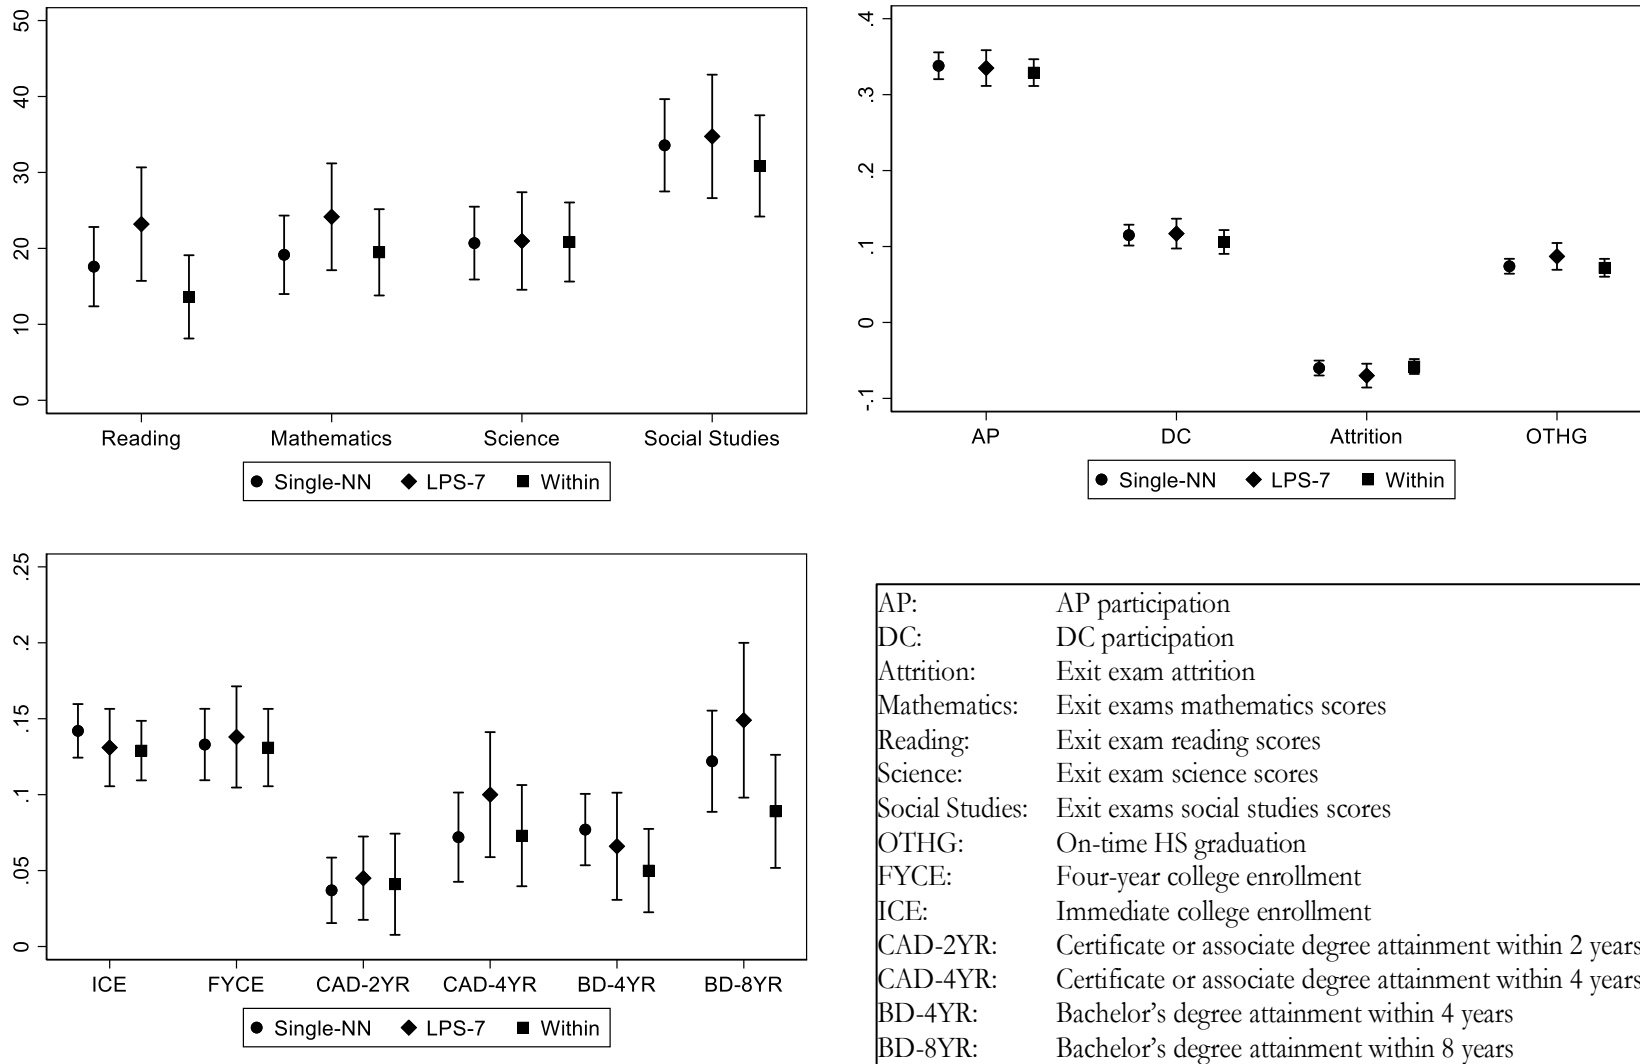 50
40
30
20
10
0
Reading Mathematics Science Social Studies
Single-NN LPS-7 Within
.4
.3
.2
.1
0
-.1
AP DC Attrition OTHG
Single-NN LPS-7 Within
.25
.2
.15
.1
.05
0
ICE FYCE CAD-2YR CAD-4YR BD-4YR BD-8YR
Single-NN LPS-7 Within
AP: AP participation
DC: DC participation
Attrition: Exit exam attrition
Mathematics: Exit exams mathematics scores
Reading: Exit exam reading scores
Science: Exit exam science scores
Social Studies: Exit exams social studies scores
OTHG: On-time HS graduation
FYCE: Four-year college enrollment
ICE: Immediate college enrollment
CAD-2YR: Certificate or associate degree attainment within 2 years
CAD-4YR: Certificate or associate degree attainment within 4 years
BD-4YR: Bachelor's degree attainment within 4 years
BD-8YR: Bachelor's degree attainment within 8 years